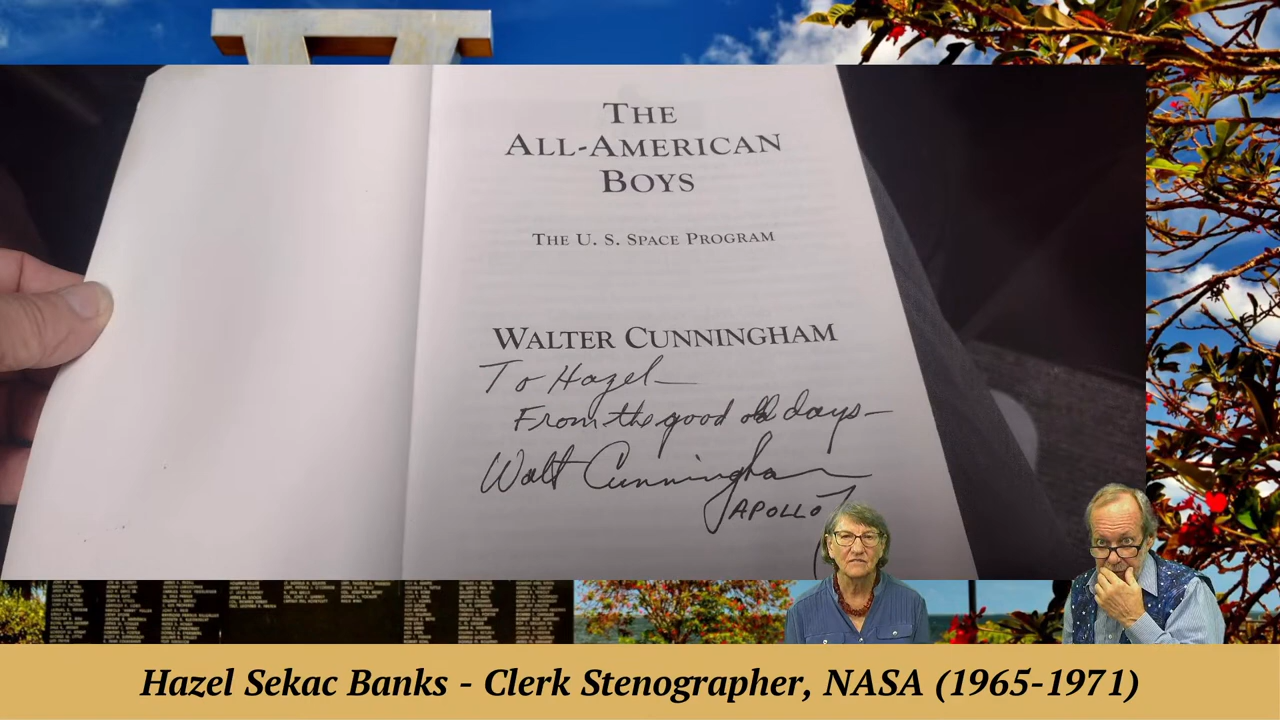 THE
ALL-AMERICAN
BOYS
THE U. S. SPACE PROGRAM
WALTER CUNNINGHAM
To Hazel—
From the good old days—
Walt Cunningham
APOLLO 7
Hazel Sekac Banks - Clerk Stenographer, NASA (1965-1971)